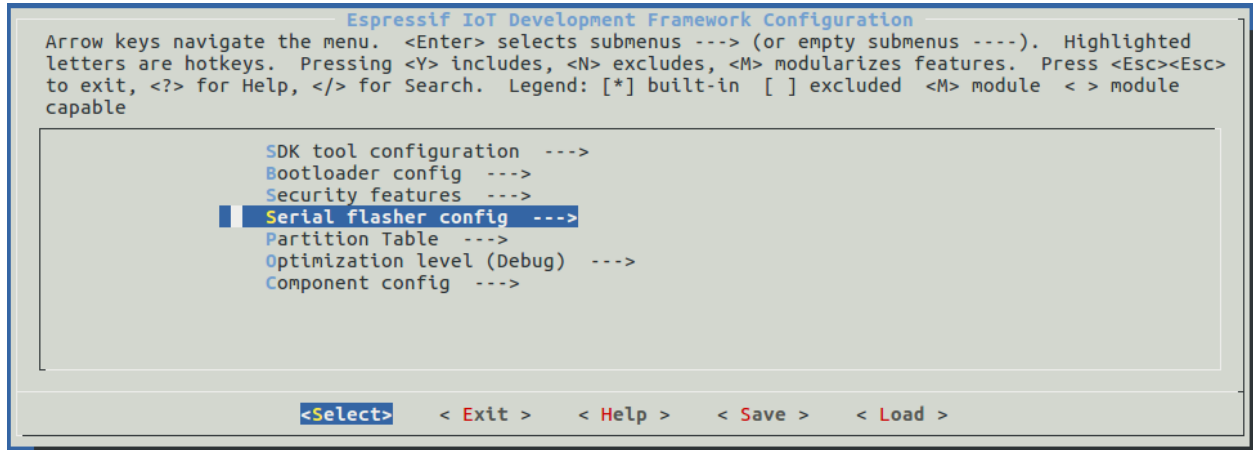 Espressif IoT Development Framework Configuration
Arrow keys navigate the menu.  <Enter> selects submenus ---> (or empty submenus ----).  Highlighted
letters are hotkeys.  Pressing <Y> includes, <N> excludes, <M> modularizes features.  Press <Esc><Esc>
to exit, <?> for Help, </> for Search.  Legend: [*] built-in  [ ] excluded  <M> module  < > module
capable
SDK tool configuration  --->
Bootloader config  --->
Security features  --->
Serial flasher config  --->
Partition Table  --->
Optimization level (Debug)  --->
Component config  --->
<Select>    < Exit >    < Help >    < Save >    < Load >